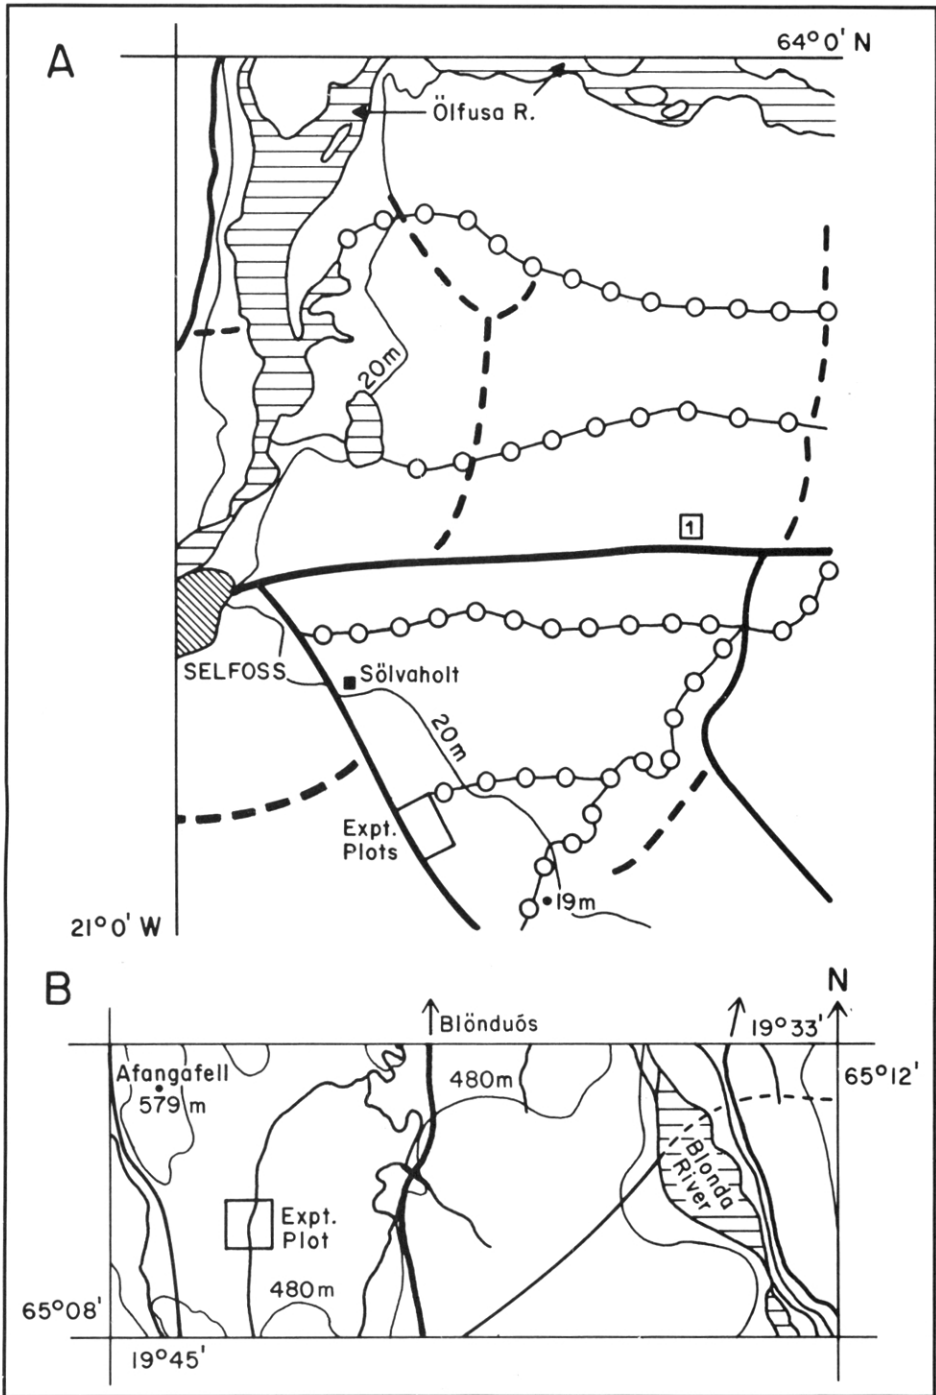 A
64°0' N
Ölfusa R.
20m
1
SELFOSS
Sölvaholt
20m
Expt.
Plots
19m
21°0' W
B
N
Blönduós
19°33'
Afangafell
579 m
480m
65°12'
Blonda
River
Expt.
Plot
480m
65°08'
19°45'